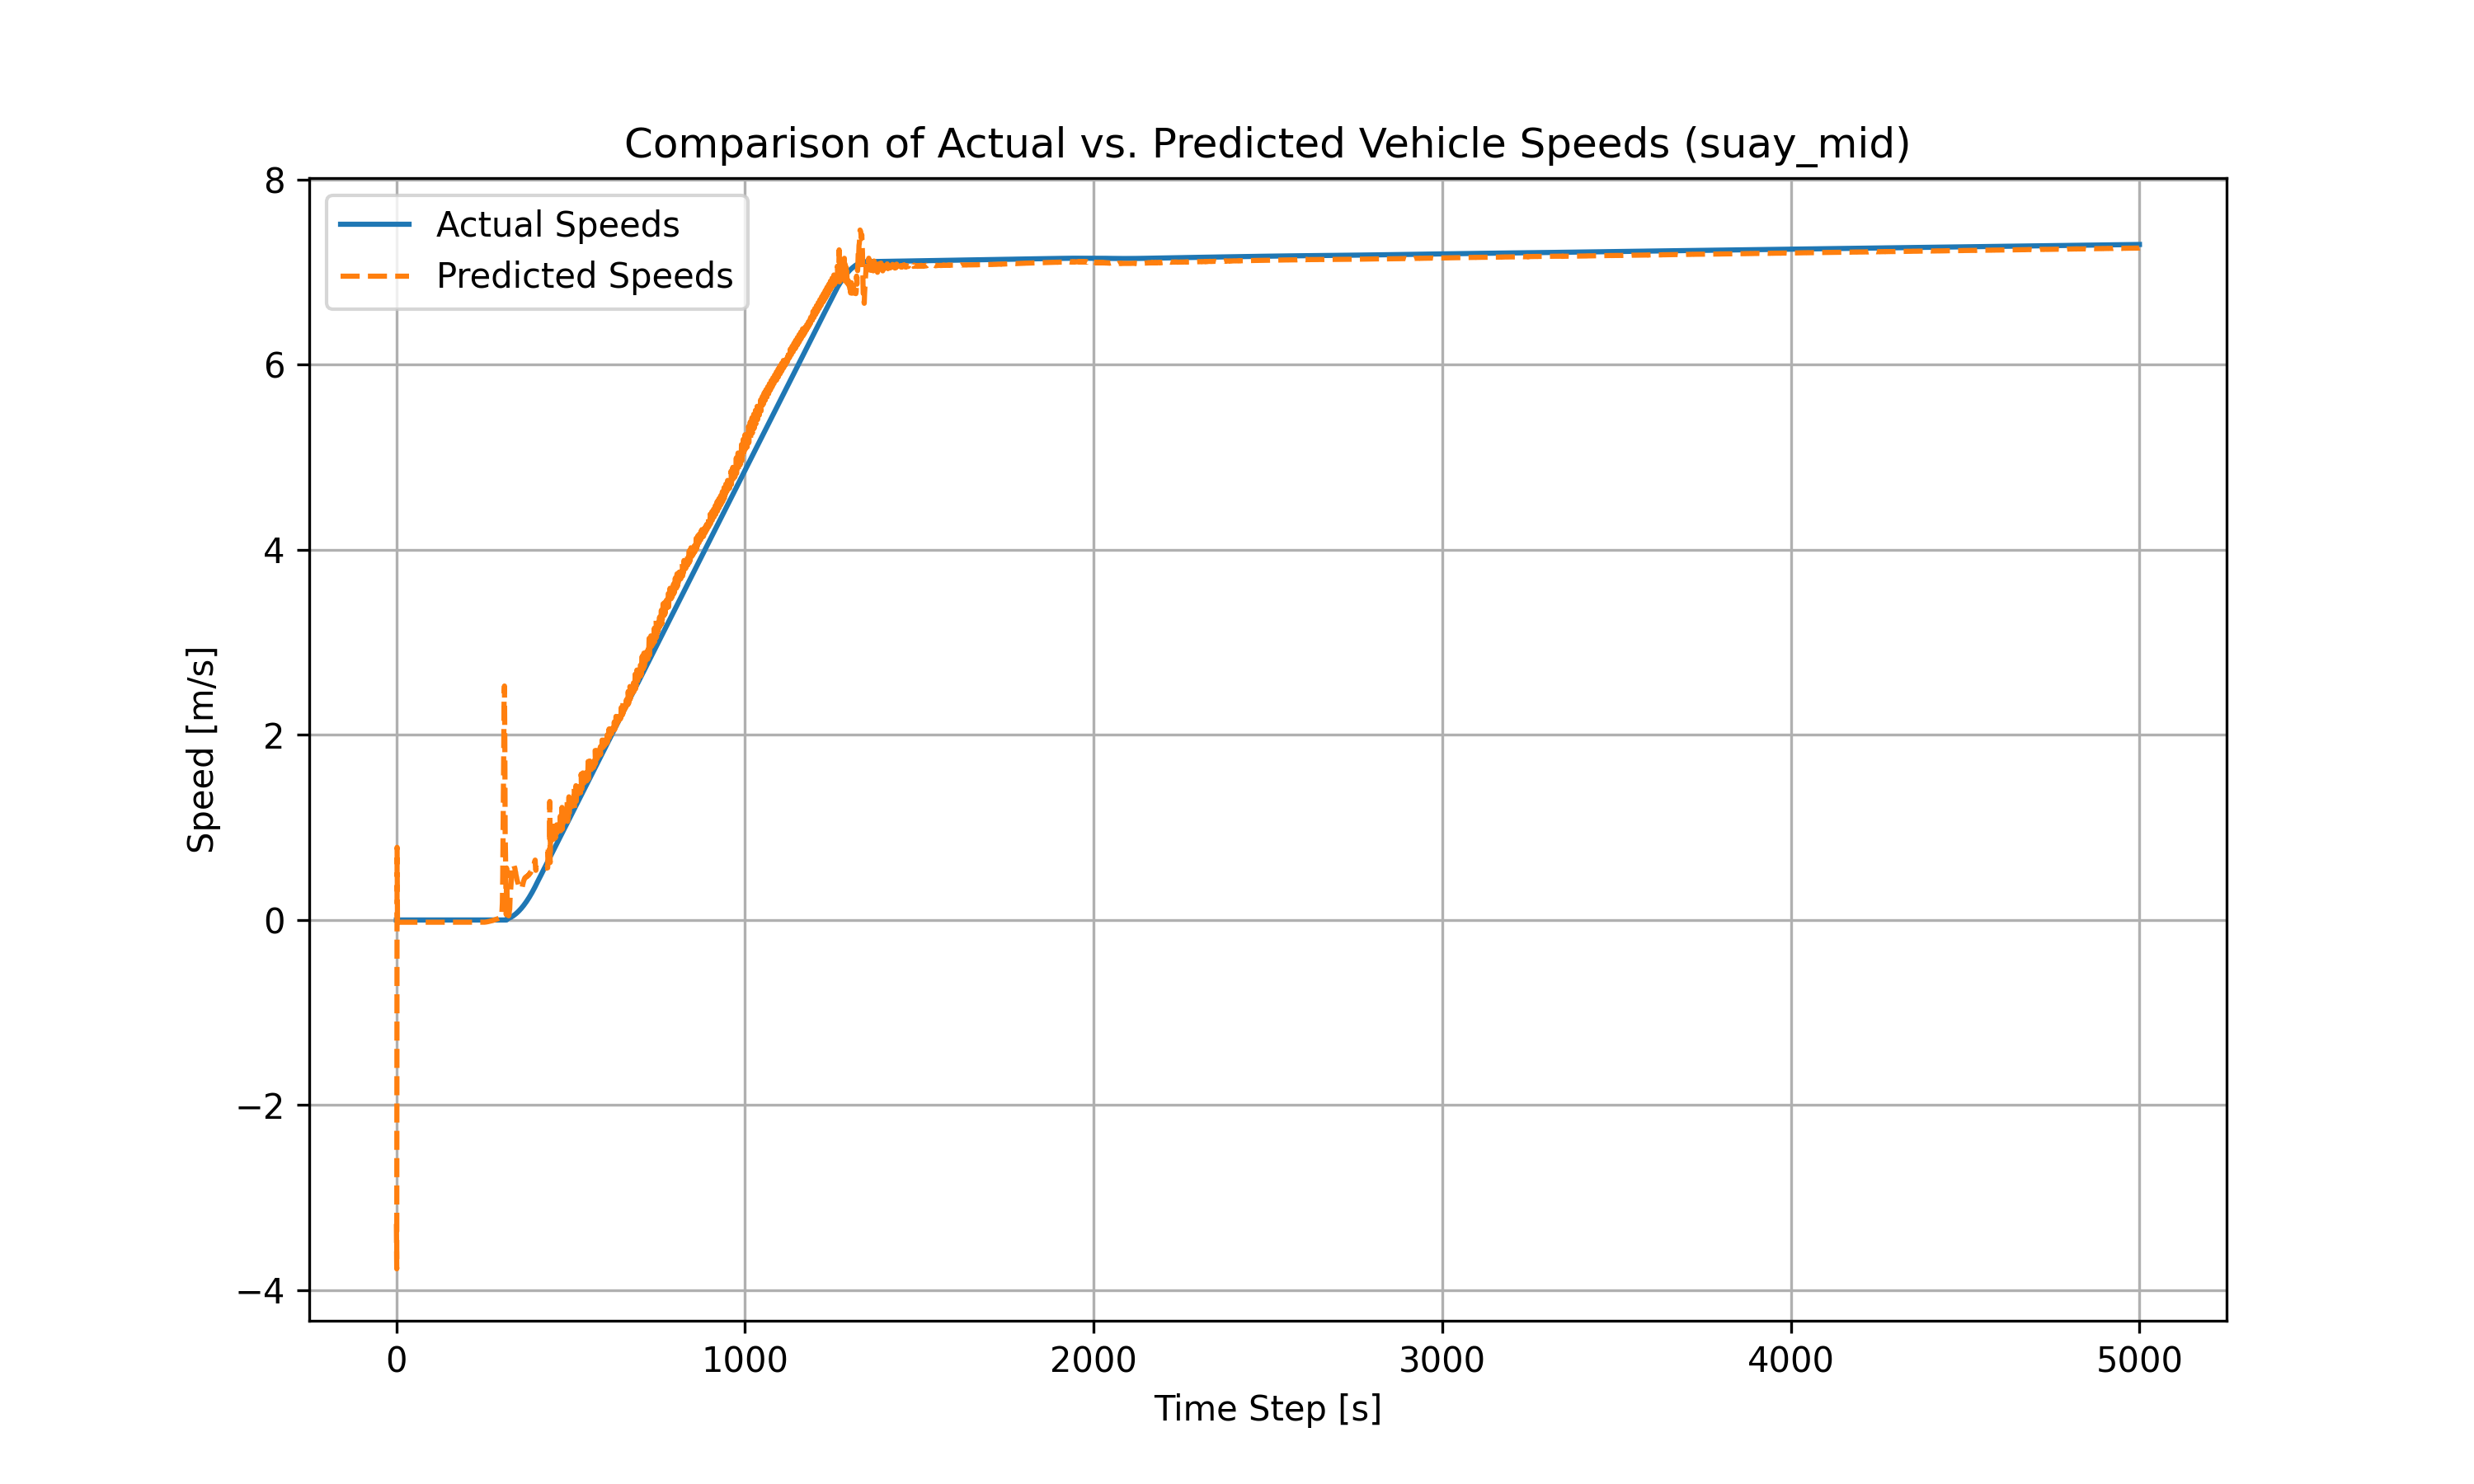 Comparison of Actual vs. Predicted Vehicle Speeds (suay_mid)
Actual Speeds
Predicted Speeds
8
6
4
2
0
−2
−4
Speed [m/s]
0 1000 2000 3000 4000 5000
Time Step [s]